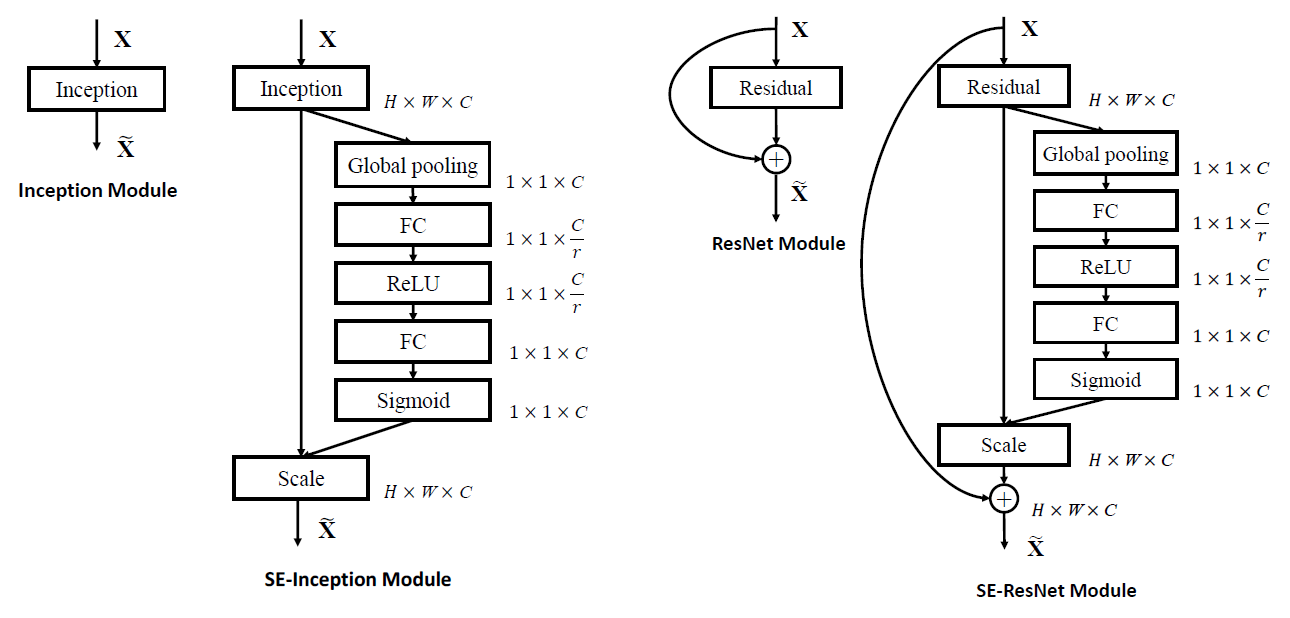 X
Inception
X̃
Inception Module
X
Inception
H × W × C
Global pooling
1 × 1 × C
FC
1 × 1 × C/r
ReLU
1 × 1 × C/r
FC
1 × 1 × C
Sigmoid
1 × 1 × C
Scale
H × W × C
X̃
SE-Inception Module
X
Residual
+
X̃
ResNet Module
X
Residual
H × W × C
Global pooling
1 × 1 × C
FC
1 × 1 × C/r
ReLU
1 × 1 × C/r
FC
1 × 1 × C
Sigmoid
1 × 1 × C
Scale
H × W × C
+
H × W × C
X̃
SE-ResNet Module